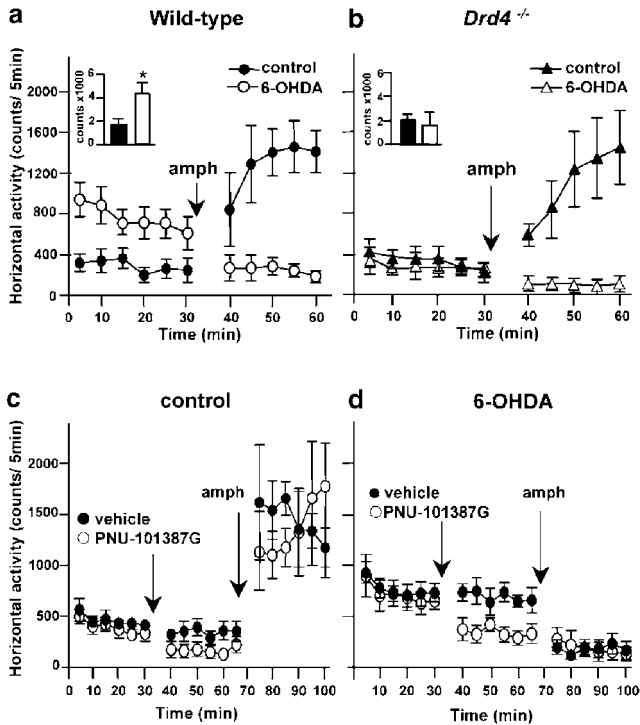 a Wild-type
b Drd4 -/-
Horizontal activity (counts/ 5min)
2000
1600
1200
800
400
0
counts x1000
6
4
2
0
*
control
6-OHDA
amph
0 10 20 30 40 50 60
Time (min)
counts x1000
6
4
2
0
control
6-OHDA
amph
0 10 20 30 40 50 60
Time (min)
c control
d 6-OHDA
Horizontal activity (counts/ 5min)
2000
1500
1000
500
0
vehicle
PNU-101387G
amph
0 10 20 30 40 50 60 70 80 90 100
Time (min)
vehicle
PNU-101387G
amph
10 20 30 40 50 60 70 80 90 100
Time (min)